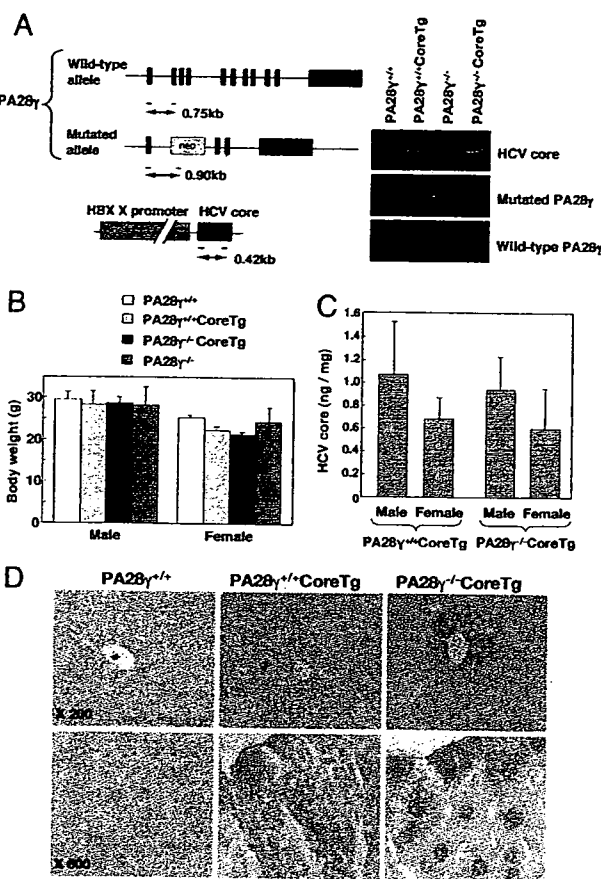 A
PA28γ
Wild-type allele
0.75kb
Mutated allele
neo
0.90kb
HBX X promoter
HCV core
0.42kb
PA28γ+/+
PA28γ+/+CoreTg
PA28γ-/-
PA28γ-/-CoreTg
HCV core
Mutated PA28γ
Wild-type PA28γ
B
PA28γ+/+
PA28γ+/+CoreTg
PA28γ-/-CoreTg
PA28γ-/-
Body weight (g)
30
20
10
0
Male
Female
C
HCV core (ng / mg)
1.6
1.4
1.2
1.0
0.8
0.6
0.4
0.2
0
Male Female
Male Female
PA28γ+/+CoreTg
PA28γ-/-CoreTg
D
PA28γ+/+
PA28γ+/+CoreTg
PA28γ-/-CoreTg
X 200
X 600